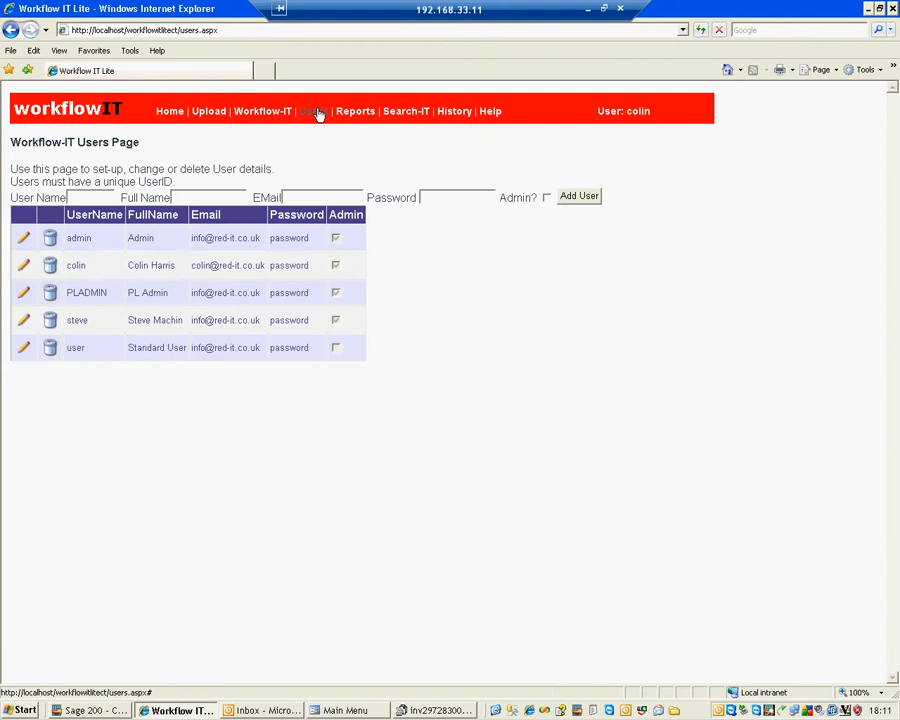 Workflow IT Lite - Windows Internet Explorer
192.168.33.11
http://localhost/workflowitlitect/users.aspx
Google
File Edit View Favorites Tools Help
Workflow IT Lite
Page Tools
workflowIT Home | Upload | Workflow-IT | Users | Reports | Search-IT | History | Help User: colin
Workflow-IT Users Page
Use this page to set-up, change or delete User details.
Users must have a unique UserID.
User Name Full Name EMail Password Admin? Add User
UserName FullName Email Password Admin
admin Admin info@red-it.co.uk password
colin Colin Harris colin@red-it.co.uk password
PLADMIN PL Admin info@red-it.co.uk password
steve Steve Machin info@red-it.co.uk password
user Standard User info@red-it.co.uk password
http://localhost/workflowitlitect/users.aspx# Local intranet 100%
Start Sage 200 - C... Workflow IT... Inbox - Micro... Main Menu Inv29728300... 18:11